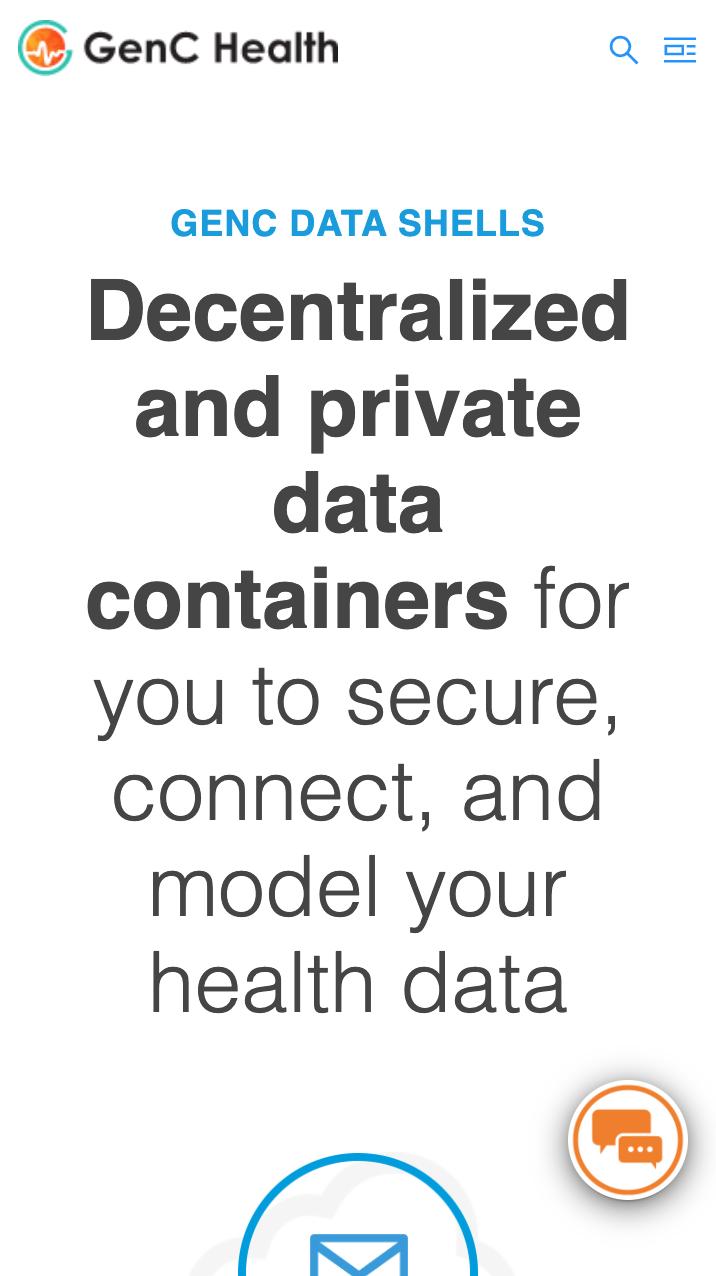 GenC Health
GENC DATA SHELLS
Decentralized
and private
data
containers for
you to secure,
connect, and
model your
health data